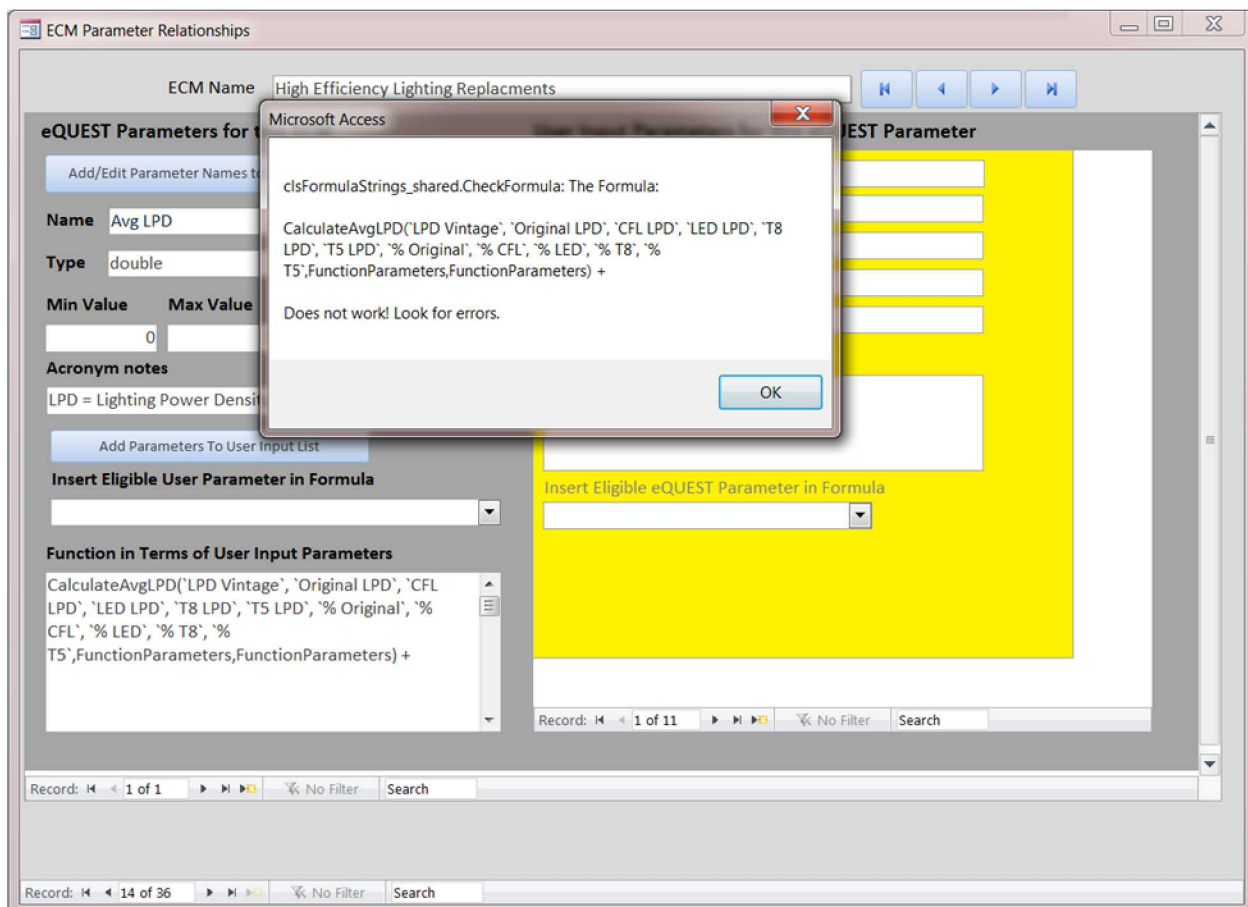 ECM Parameter Relationships
ECM Name High Efficiency Lighting Replacments
eQUEST Parameters for
EST Parameter
Add/Edit Parameter Names
Name Avg LPD
Type double
Min Value Max Value
0
Acronym notes
LPD = Lighting Power
Add Parameters To User Input List
Insert Eligible User Parameter in Formula
Function in Terms of User Input Parameters
CalculateAvgLPD(`LPD Vintage`, `Original LPD`, `CFL
LPD`, `LED LPD`, `T8 LPD`, `T5 LPD`, `% Original`, `%
CFL`, `% LED`, `% T8`, `%
T5`,FunctionParameters,FunctionParameters) +
Microsoft Access
clsFormulaStrings_shared.CheckFormula: The Formula:
CalculateAvgLPD(`LPD Vintage`, `Original LPD`, `CFL LPD`, `LED LPD`, `T8
LPD`, `T5 LPD`, `% Original`, `% CFL`, `% LED`, `% T8`, `%
T5`,FunctionParameters,FunctionParameters) +
Does not work! Look for errors.
OK
Insert Eligible eQUEST Parameter in Formula
Record: 1 of 11 No Filter Search
Record: 1 of 1 No Filter Search
Record: 14 of 36 No Filter Search